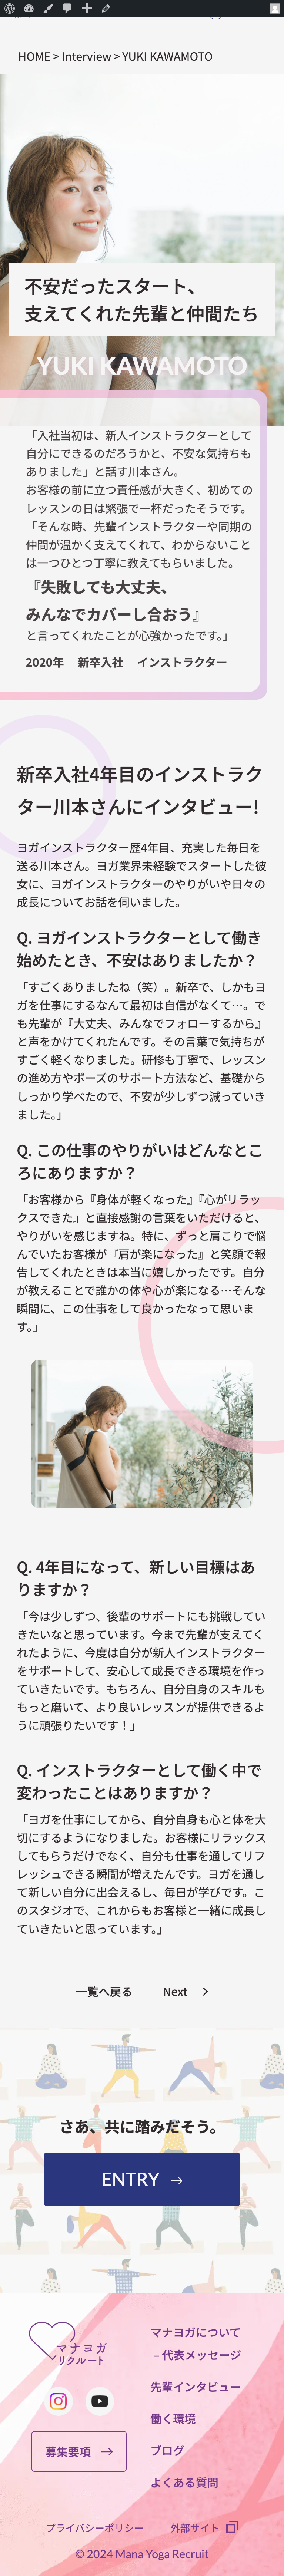 HOME > Interview > YUKI KAWAMOTO
不安だったスタート、
支えてくれた先輩と仲間たち
YUKI KAWAMOTO
「入社当初は、新人インストラクターとして
自分にできるのだろうかと、不安な気持ちも
ありました」と話す川本さん。
お客様の前に立つ責任感が大きく、初めての
レッスンの日は緊張で一杯だったそうです。
「そんな時、先輩インストラクターや同期の
仲間が温かく支えてくれて、わからないこと
は一つひとつ丁寧に教えてもらいました。
『失敗しても大丈夫、
みんなでカバーし合おう』
と言ってくれたことが心強かったです。」
2020年 新卒入社 インストラクター
新卒入社4年目のインストラク
ター川本さんにインタビュー!
ヨガインストラクター歴4年目、充実した毎日を
送る川本さん。ヨガ業界未経験でスタートした彼
女に、ヨガインストラクターのやりがいや日々の
成長についてお話を伺いました。
Q. ヨガインストラクターとして働き
始めたとき、不安はありましたか？
「すごくありましたね（笑）。新卒で、しかもヨ
ガを仕事にするなんて最初は自信がなくて…。で
も先輩が『大丈夫、みんなでフォローするから』
と声をかけてくれたんです。その言葉で気持ちが
すごく軽くなりました。研修も丁寧で、レッスン
の進め方やポーズのサポート方法など、基礎から
しっかり学べたので、不安が少しずつ減っていき
ました。」
Q. この仕事のやりがいはどんなとこ
ろにありますか？
「お客様から『身体が軽くなった』『心がリラッ
クスできた』と直接感謝の言葉をいただけると、
やりがいを感じますね。特に、ずっと肩こりで悩
んでいたお客様が『肩が楽になった』と笑顔で報
告してくれたときは本当に嬉しかったです。自分
が教えることで誰かの体や心が楽になる…そんな
瞬間に、この仕事をして良かったなって思いま
す。」
Q. 4年目になって、新しい目標はあ
りますか？
「今は少しずつ、後輩のサポートにも挑戦してい
きたいなと思っています。今まで先輩が支えてく
れたように、今度は自分が新人インストラクター
をサポートして、安心して成長できる環境を作っ
ていきたいです。もちろん、自分自身のスキルも
もっと磨いて、より良いレッスンが提供できるよ
うに頑張りたいです！」
Q. インストラクターとして働く中で
変わったことはありますか？
「ヨガを仕事にしてから、自分自身も心と体を大
切にするようになりました。お客様にリラックス
してもらうだけでなく、自分も仕事を通してリフ
レッシュできる瞬間が増えたんです。ヨガを通し
て新しい自分に出会えるし、毎日が学びです。こ
のスタジオで、これからもお客様と一緒に成長し
ていきたいと思っています。」
一覧へ戻る Next >
さあ、共に踏みだそう。
ENTRY →
マナヨガ
リクルート
募集要項 →
マナヨガについて
– 代表メッセージ
先輩インタビュー
働く環境
ブログ
よくある質問
プライバシーポリシー 外部サイト
© 2024 Mana Yoga Recruit